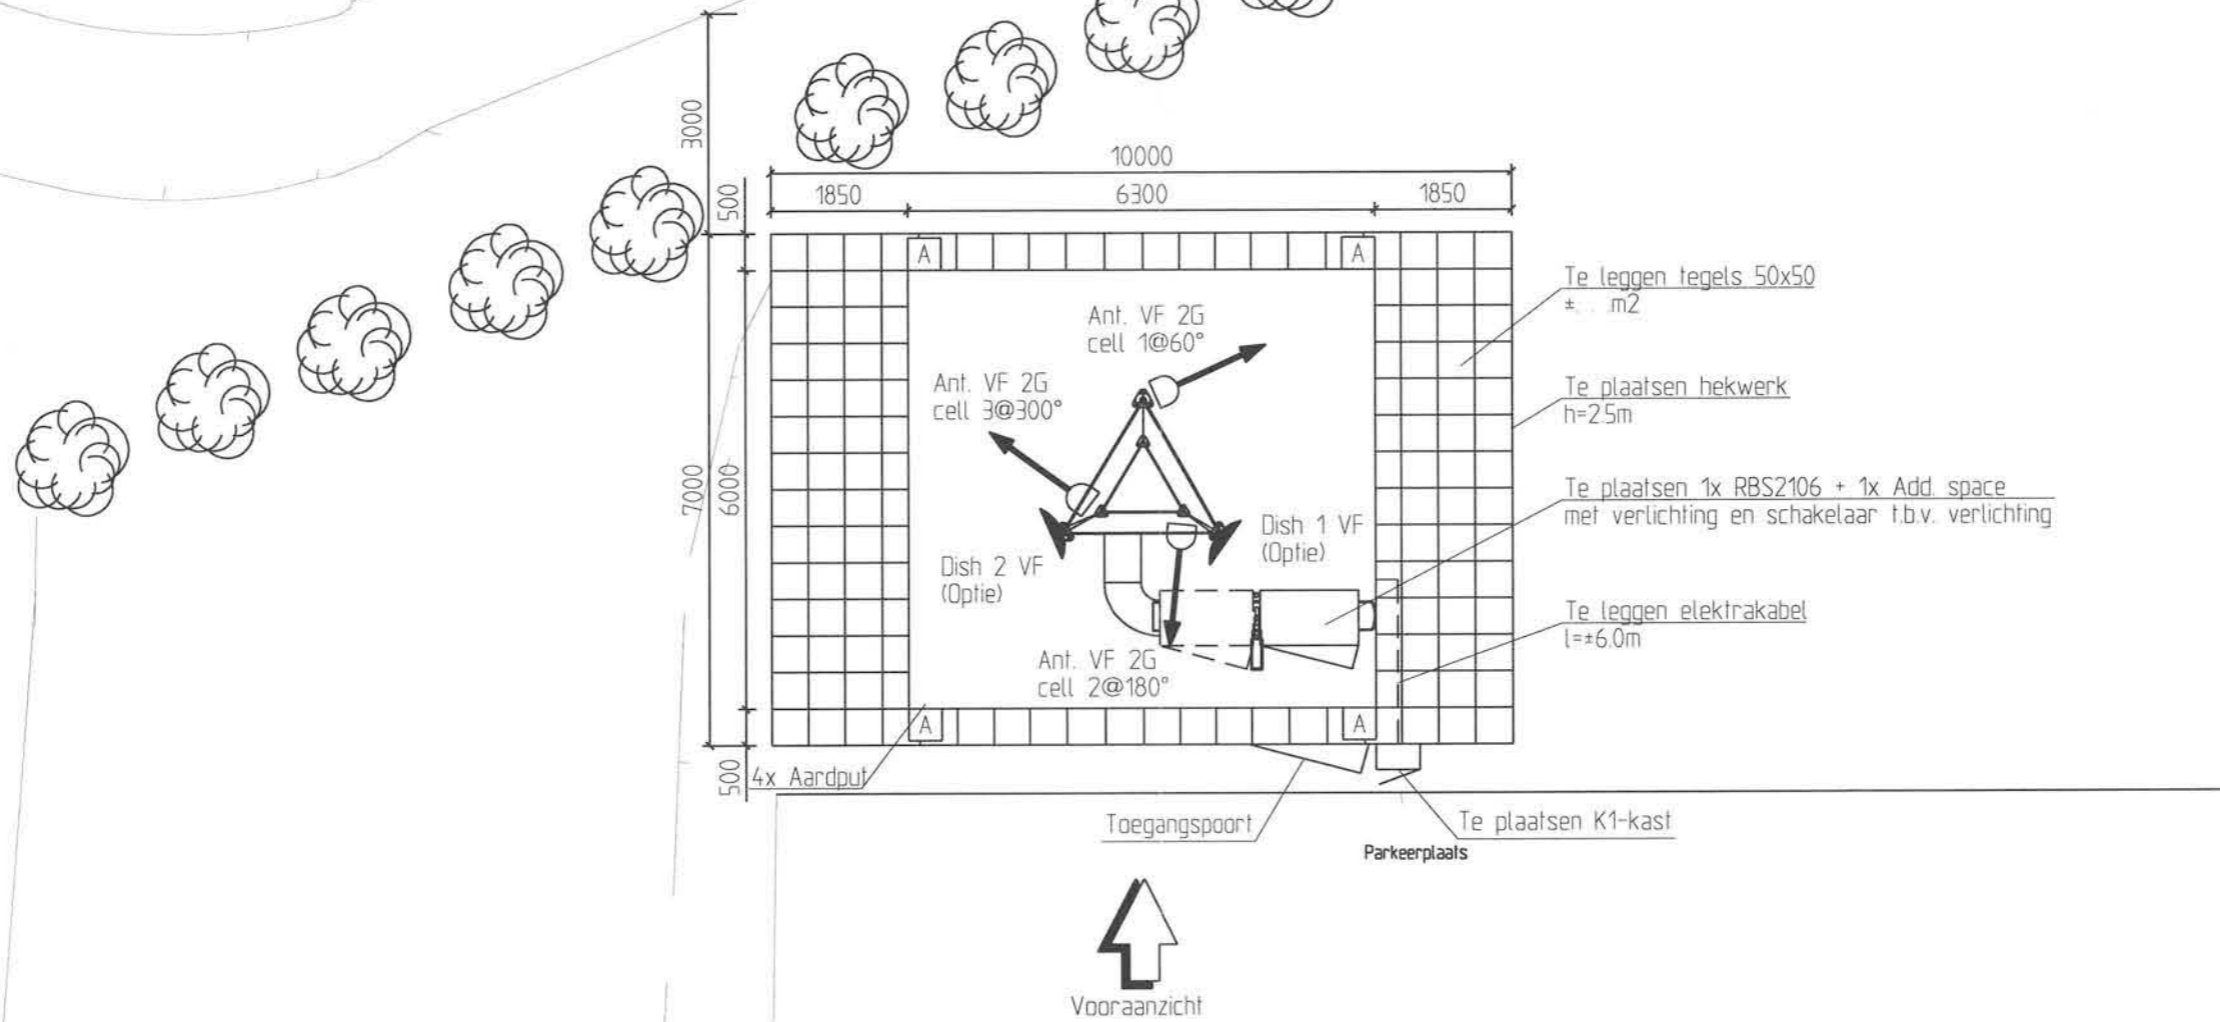 3000
10000
1850
6300
1850
500
A
A
Te leggen tegels 50x50
± . . m2
Ant. VF 2G
cell 1@60°
Ant. VF 2G
cell 3@300°
Te plaatsen hekwerk
h=2.5m
7000
6000
Te plaatsen 1x RBS2106 + 1x Add. space
met verlichting en schakelaar t.b.v. verlichting
Dish 1 VF
(Optie)
Dish 2 VF
(Optie)
Te leggen elektrakabel
l=±6.0m
Ant. VF 2G
cell 2@180°
A
A
500
4x Aardput
Toegangspoort
Te plaatsen K1-kast
Parkeerplaats
Vooraanzicht